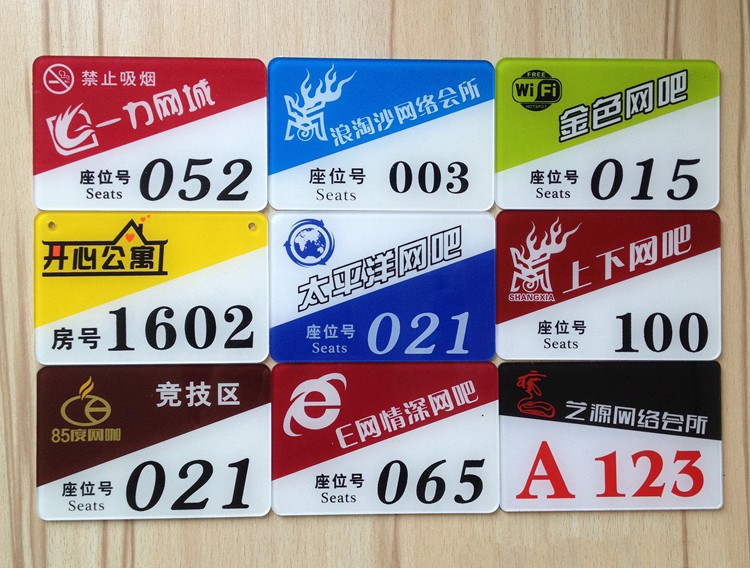 禁止吸烟
一力网城
座位号 052
Seats
浪淘沙网络会所
座位号 003
Seats
FREE
Wi Fi
HOTSPOT
金色网吧
座位号 015
Seats
开心公寓
房号 1602
太平洋网吧
座位号 021
Seats
上下网吧
SHANGXIA
座位号 100
Seats
竞技区
85度网咖
座位号 021
Seats
E网情深网吧
座位号 065
Seats
艺源网络会所
A 123